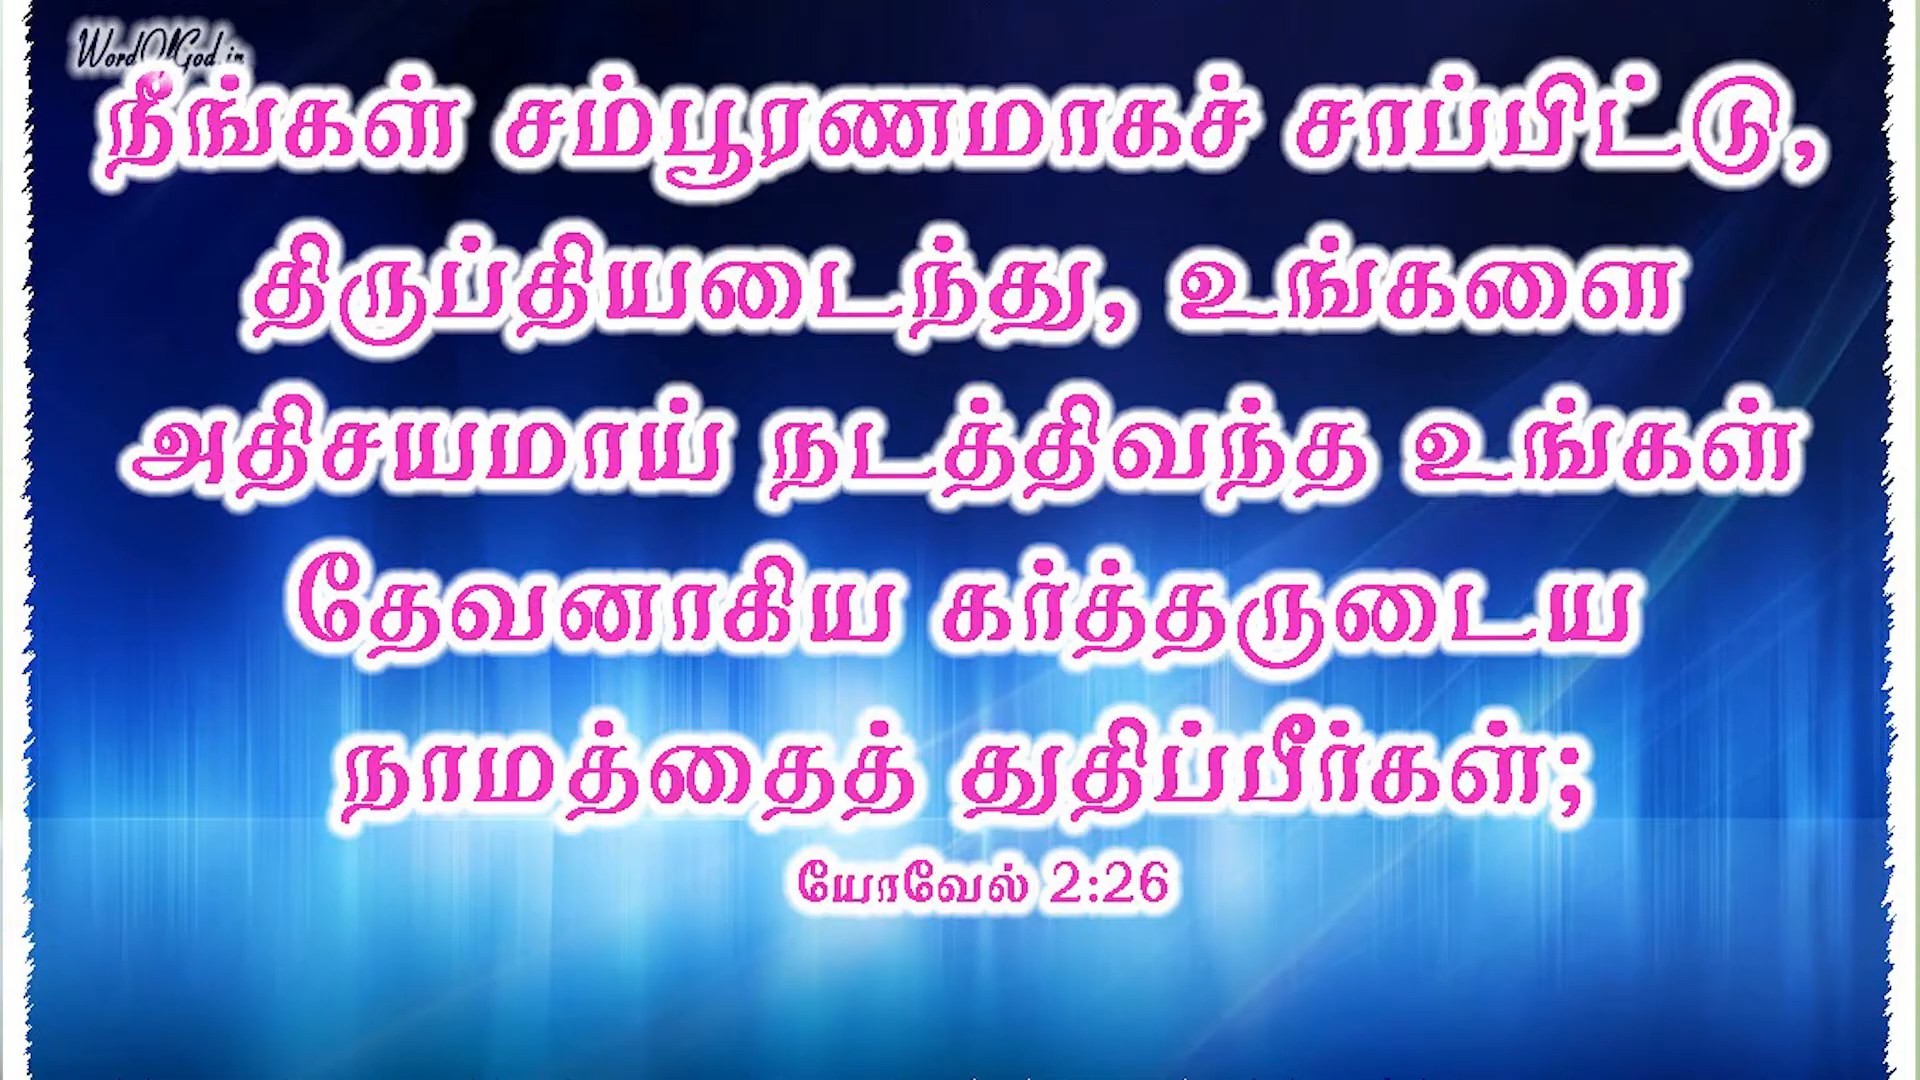 WordOfGod.in
நீங்கள் சம்பூரணமாகச் சாப்பிட்டு,
திருப்தியடைந்து, உங்களை
அதிசயமாய் நடத்திவந்த உங்கள்
தேவனாகிய கர்த்தருடைய
நாமத்தைத் துதிப்பீர்கள்;
யோவேல் 2:26